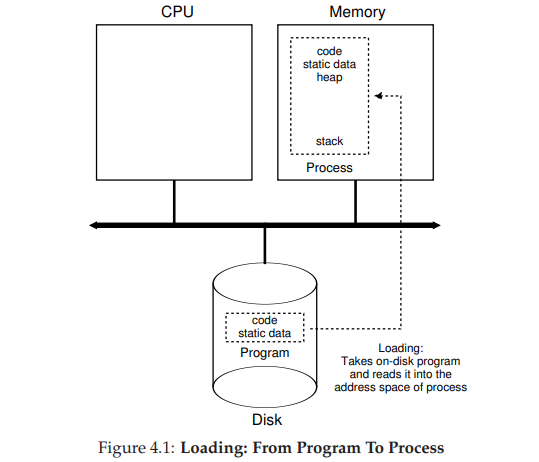 CPU
Memory
code
static data
heap
stack
Process
code
static data
Program
Loading:
Takes on-disk program
and reads it into the
address space of process
Disk
Figure 4.1: Loading: From Program To Process